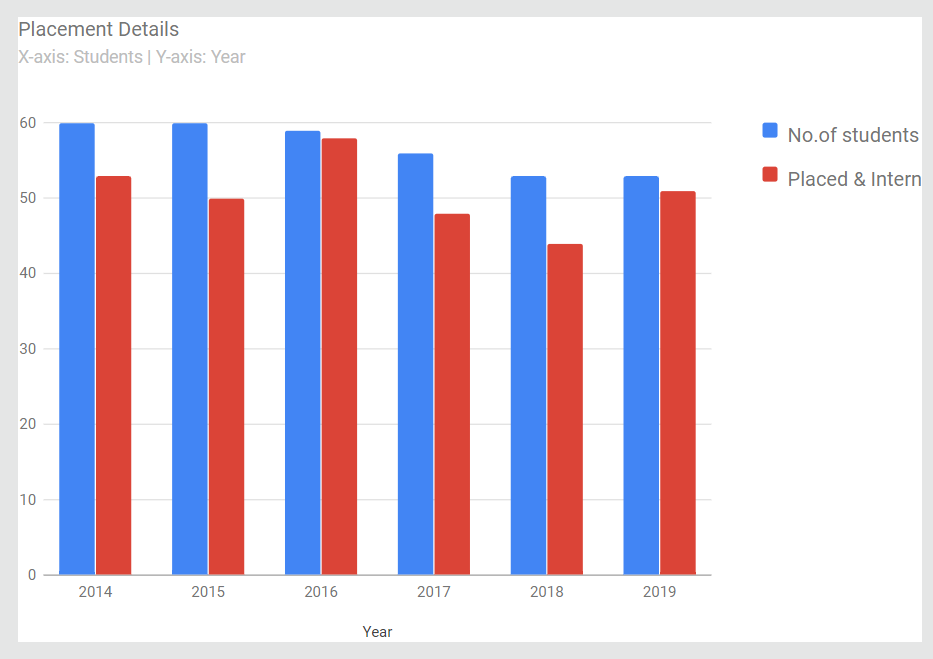 Placement Details
X-axis: Students | Y-axis: Year
60
No.of students
Placed & Intern
50
40
30
20
10
0
2014 2015 2016 2017 2018 2019
Year